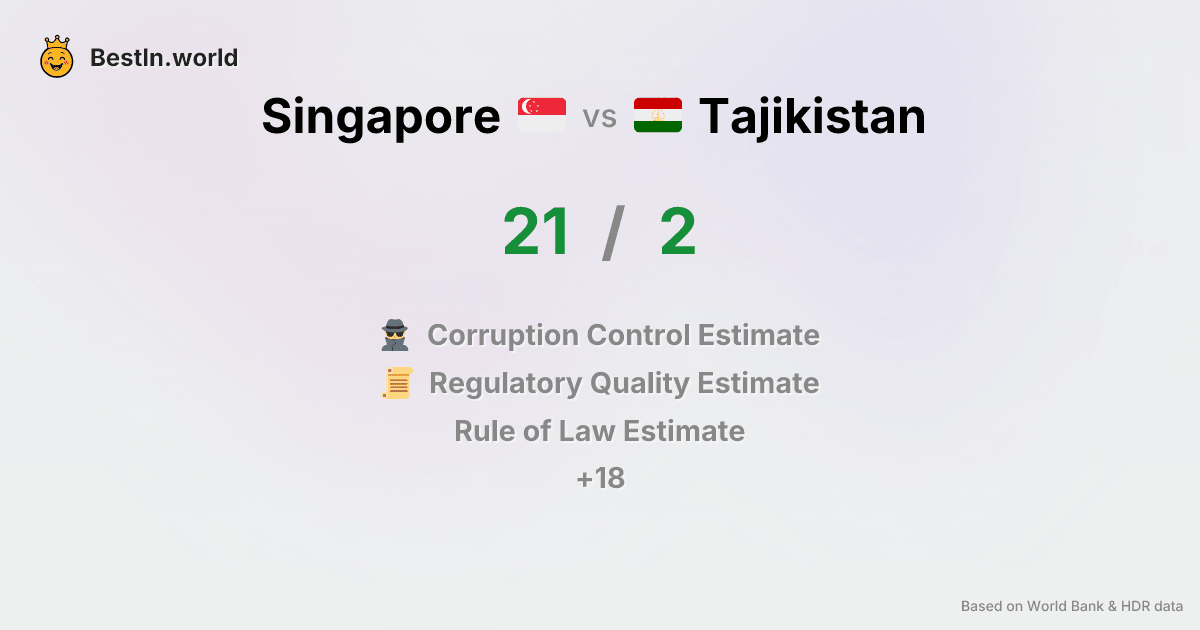 BestIn.world
Singapore vs Tajikistan
21 / 2
Corruption Control Estimate
Regulatory Quality Estimate
Rule of Law Estimate
+18
Based on World Bank & HDR data